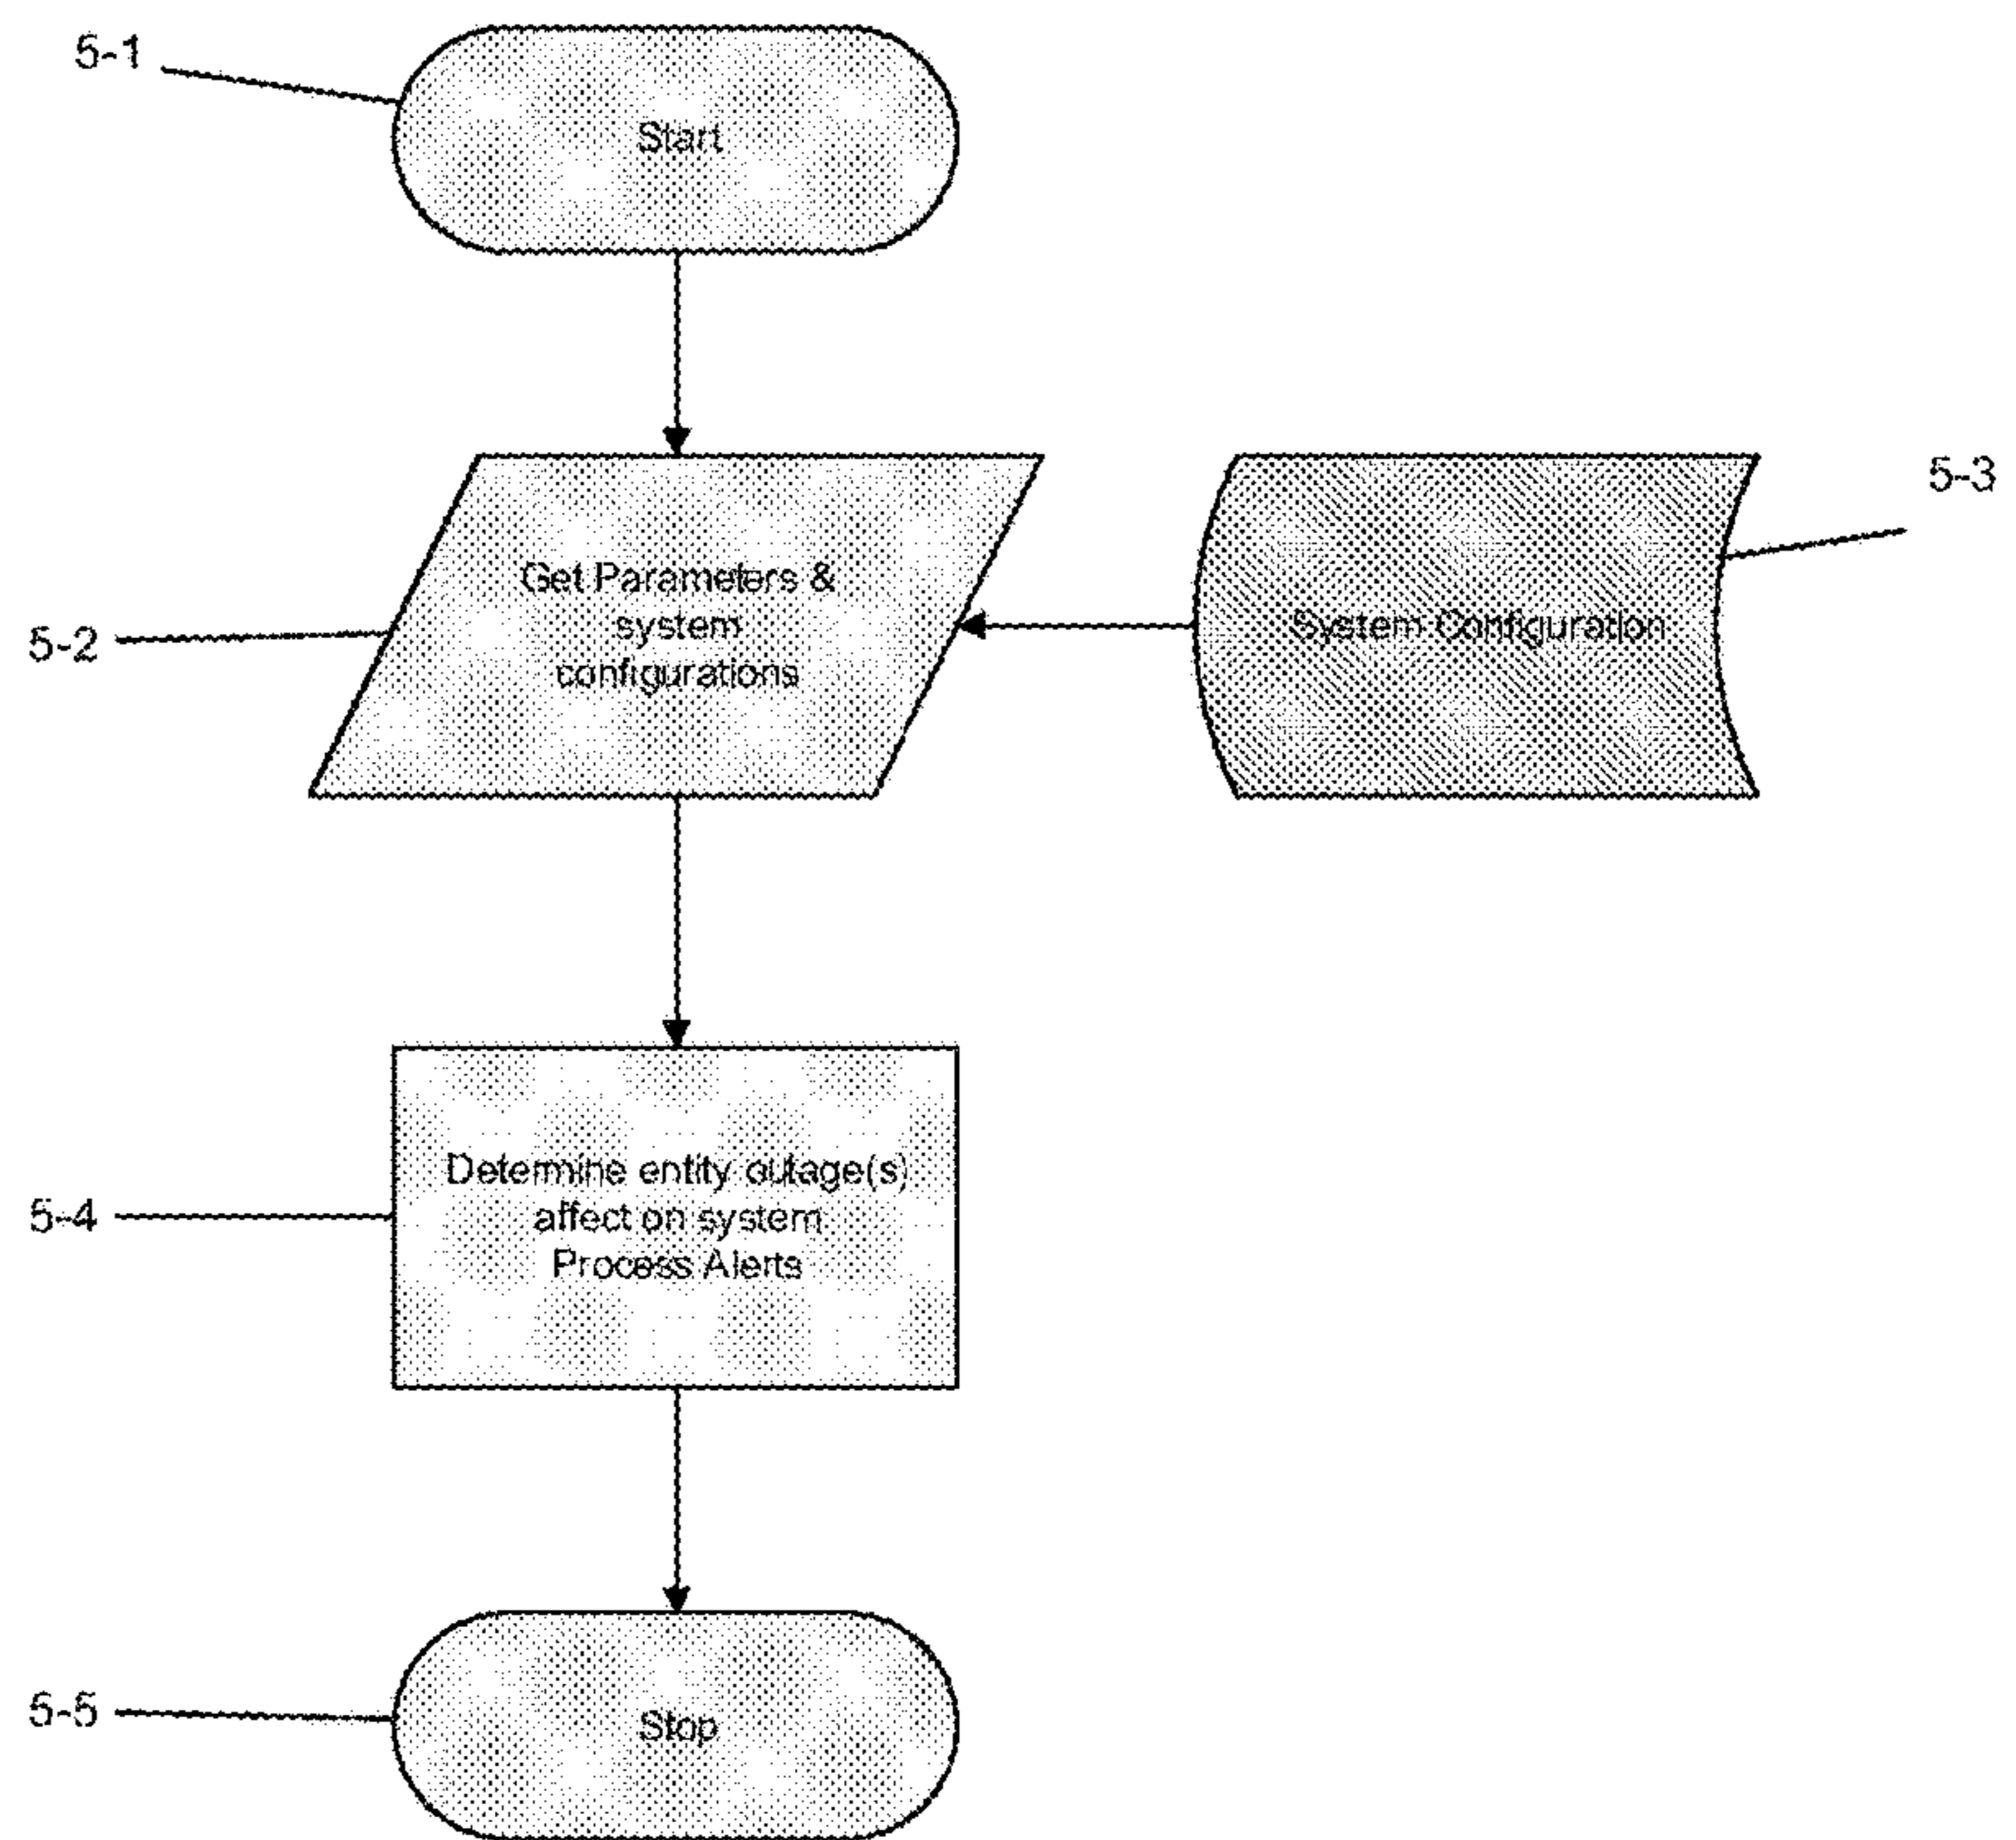 5-1
Start
Get Parameters &
system
configurations
5-2
System Configuration
5-3
Determine entity outage(s)
affect on system
Process Alerts
5-4
Stop
5-5